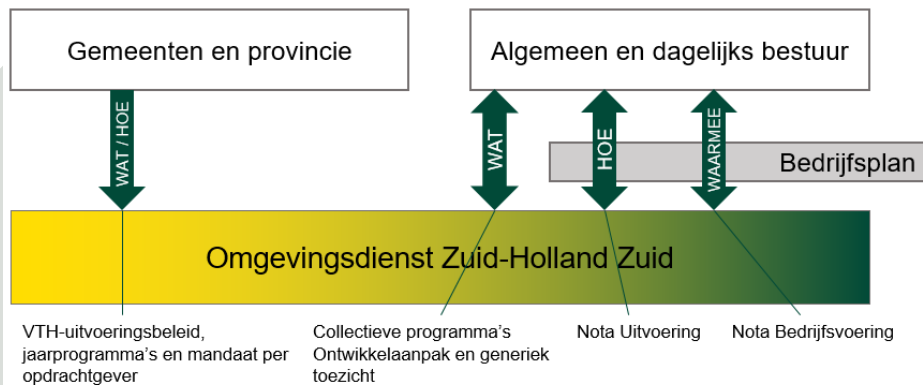 Gemeenten en provincie
Algemeen en dagelijks bestuur
WAT / HOE
WAT
HOE
WAARMEE
Bedrijfsplan
Omgevingsdienst Zuid-Holland Zuid
VTH-uitvoeringsbeleid,
jaarprogramma's en mandaat per
opdrachtgever
Collectieve programma's
Ontwikkelaanpak en generiek
toezicht
Nota Uitvoering
Nota Bedrijfsvoering